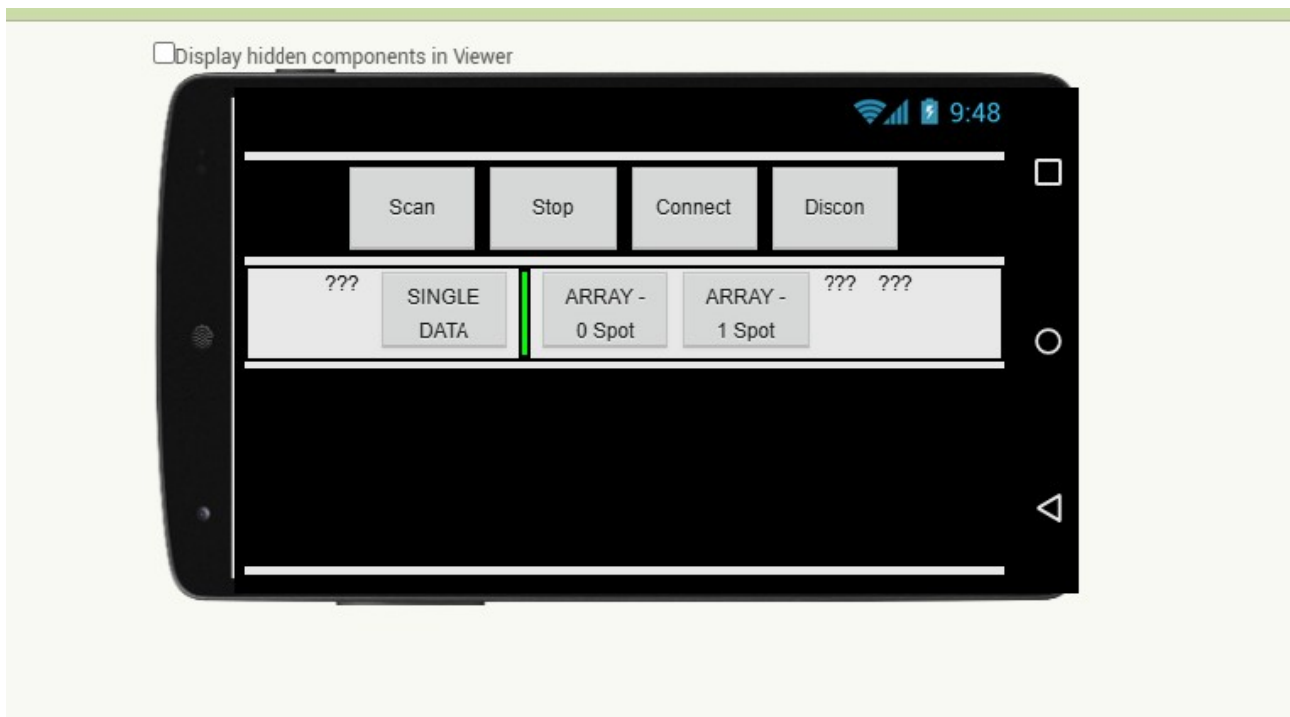 Display hidden components in Viewer
9:48
Scan Stop Connect Discon
??? SINGLE DATA ARRAY - 0 Spot ARRAY - 1 Spot ??? ???